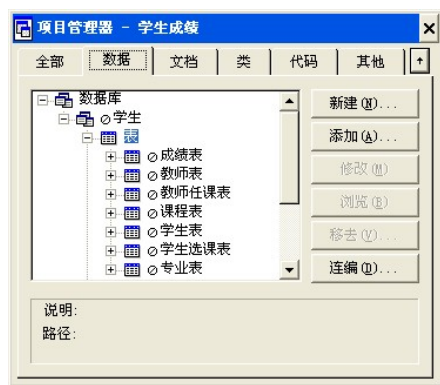 项目管理器 - 学生成绩
全部 数据 文档 类 代码 其他
数据库
学生
表
成绩表
教师表
教师任课表
课程表
学生表
学生选课表
专业表
新建(N)...
添加(A)...
修改(M)
浏览(B)
移去(V)...
连编(D)...
说明:
路径: